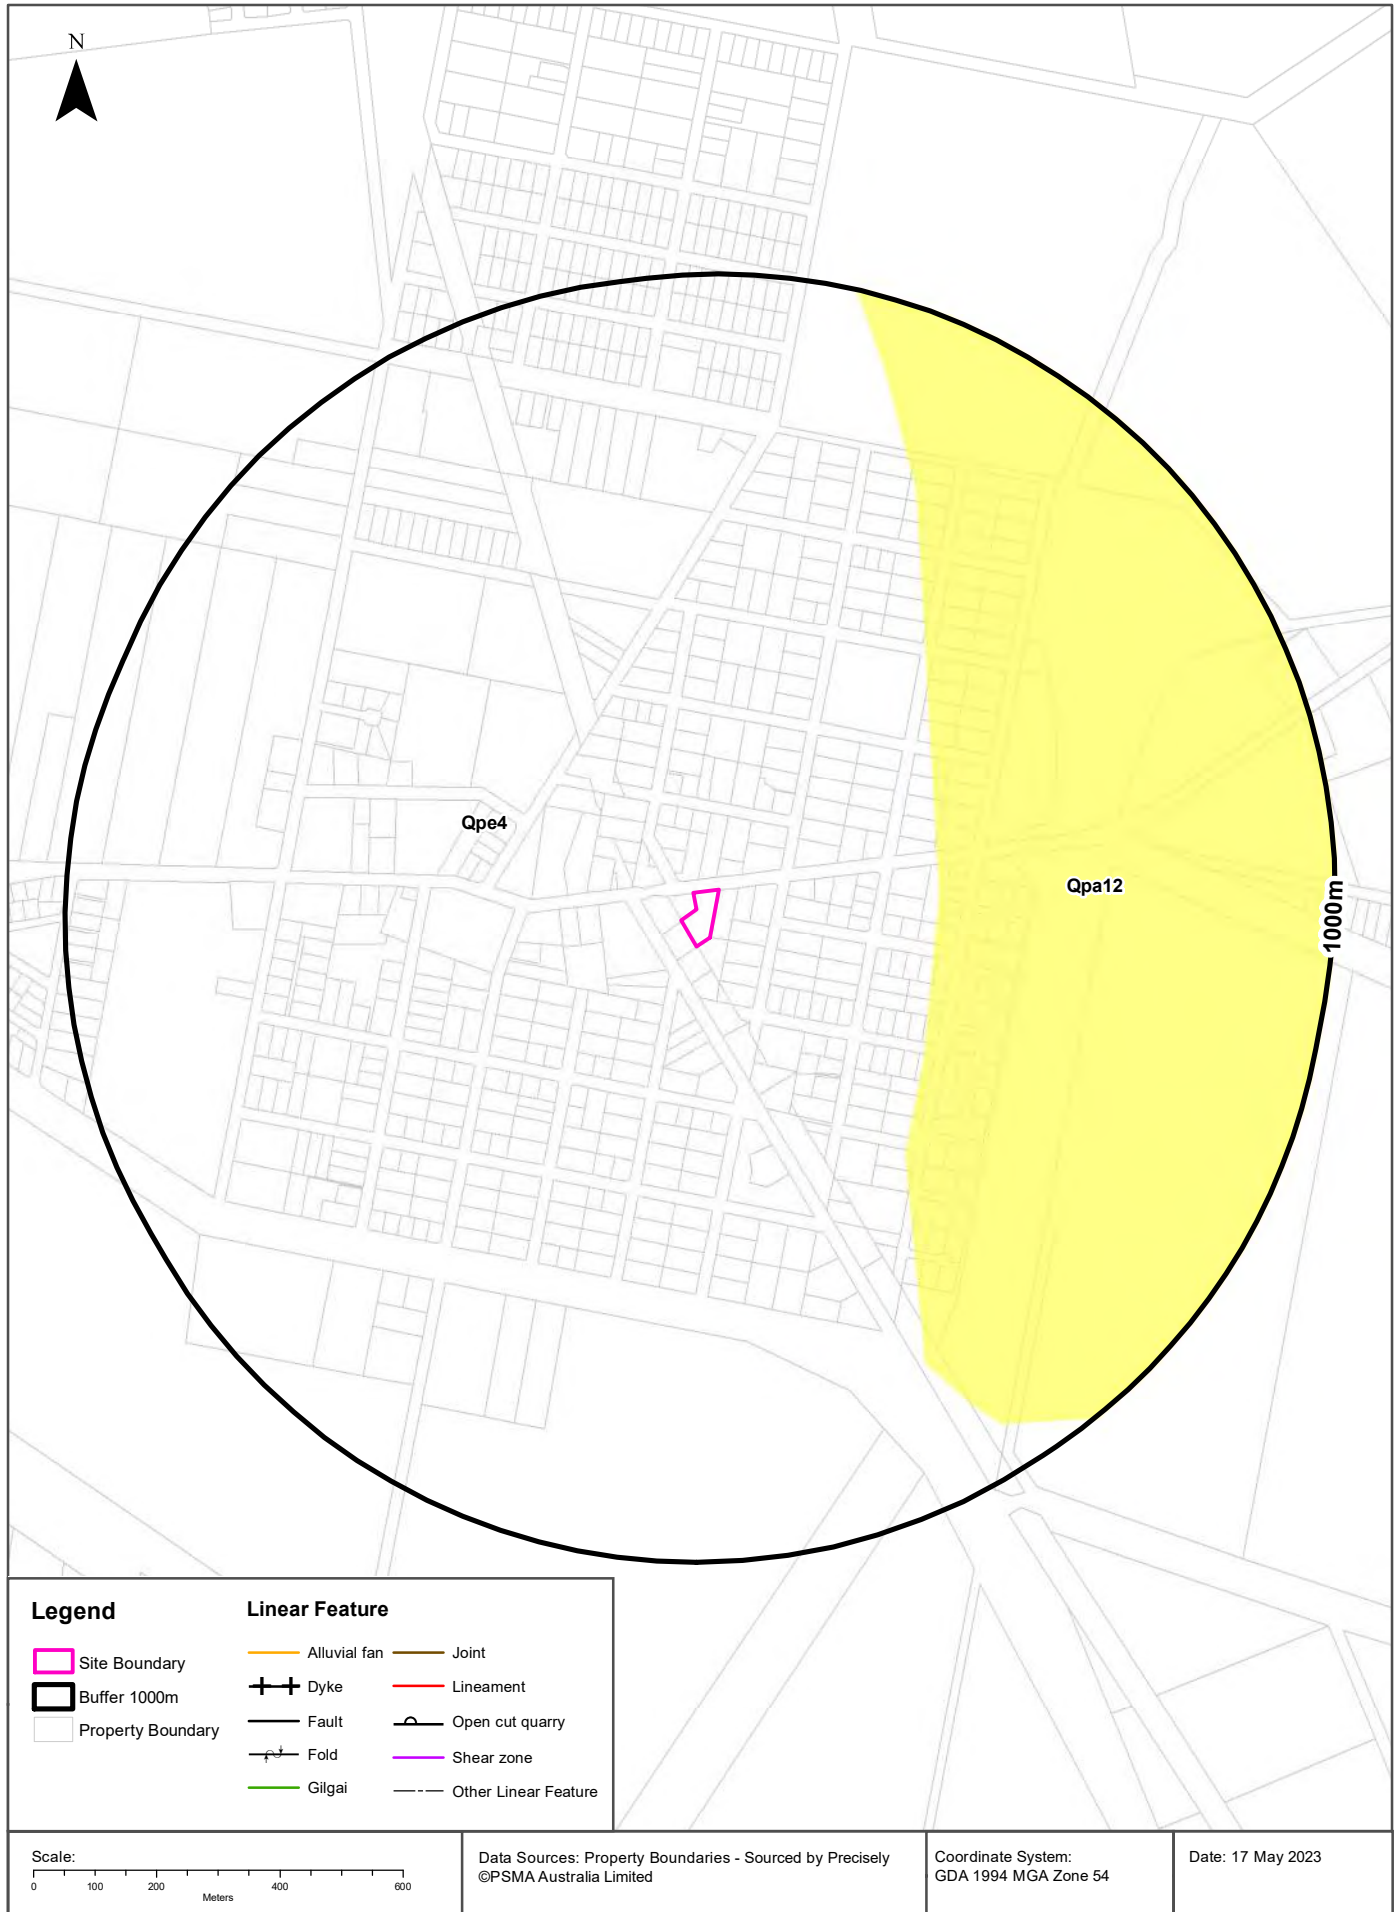 N
Qpe4
Qpa12
1000m
Legend
Site Boundary
Buffer 1000m
Property Boundary
Linear Feature
Alluvial fan
Dyke
Fault
Fold
Gilgai
Joint
Lineament
Open cut quarry
Shear zone
Other Linear Feature
Scale:
0 100 200 400 600
Meters
Data Sources: Property Boundaries - Sourced by Precisely
©PSMA Australia Limited
Coordinate System:
GDA 1994 MGA Zone 54
Date: 17 May 2023